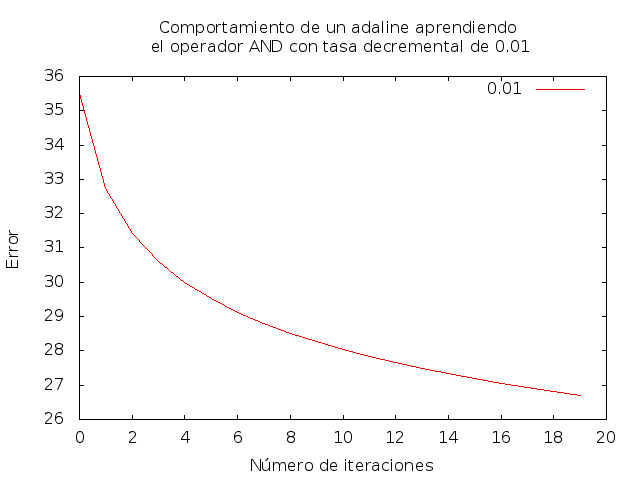 Comportamiento de un adaline aprendiendo
el operador AND con tasa decremental de 0.01
0.01
36
35
34
33
32
31
30
29
28
27
26
Error
0 2 4 6 8 10 12 14 16 18 20
Número de iteraciones